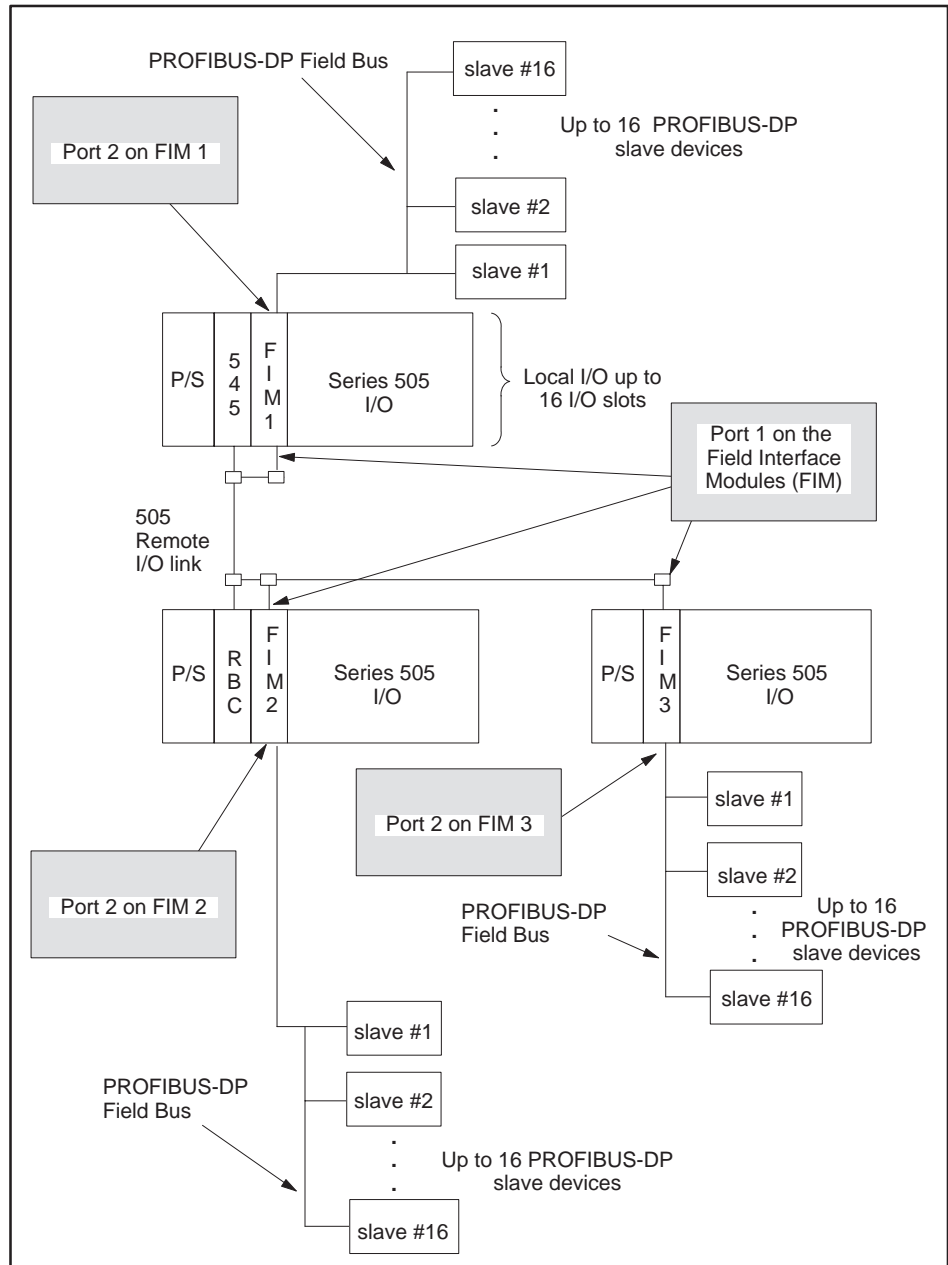 PROFIBUS-DP Field Bus
slave #16
.
.
.
Up to 16 PROFIBUS-DP
slave devices
Port 2 on FIM 1
slave #2
slave #1
P/S
5
4
5
F
I
M
1
Series 505
I/O
Local I/O up to
16 I/O slots
Port 1 on the
Field Interface
Modules (FIM)
505
Remote
I/O link
P/S
R
B
C
F
I
M
2
Series 505
I/O
P/S
F
I
M
3
Series 505
I/O
Port 2 on FIM 3
slave #1
slave #2
.
.
.
Up to 16
PROFIBUS-DP
slave devices
slave #16
PROFIBUS-DP
Field Bus
Port 2 on FIM 2
slave #1
PROFIBUS-DP
Field Bus
slave #2
.
.
.
Up to 16 PROFIBUS-DP
slave devices
slave #16